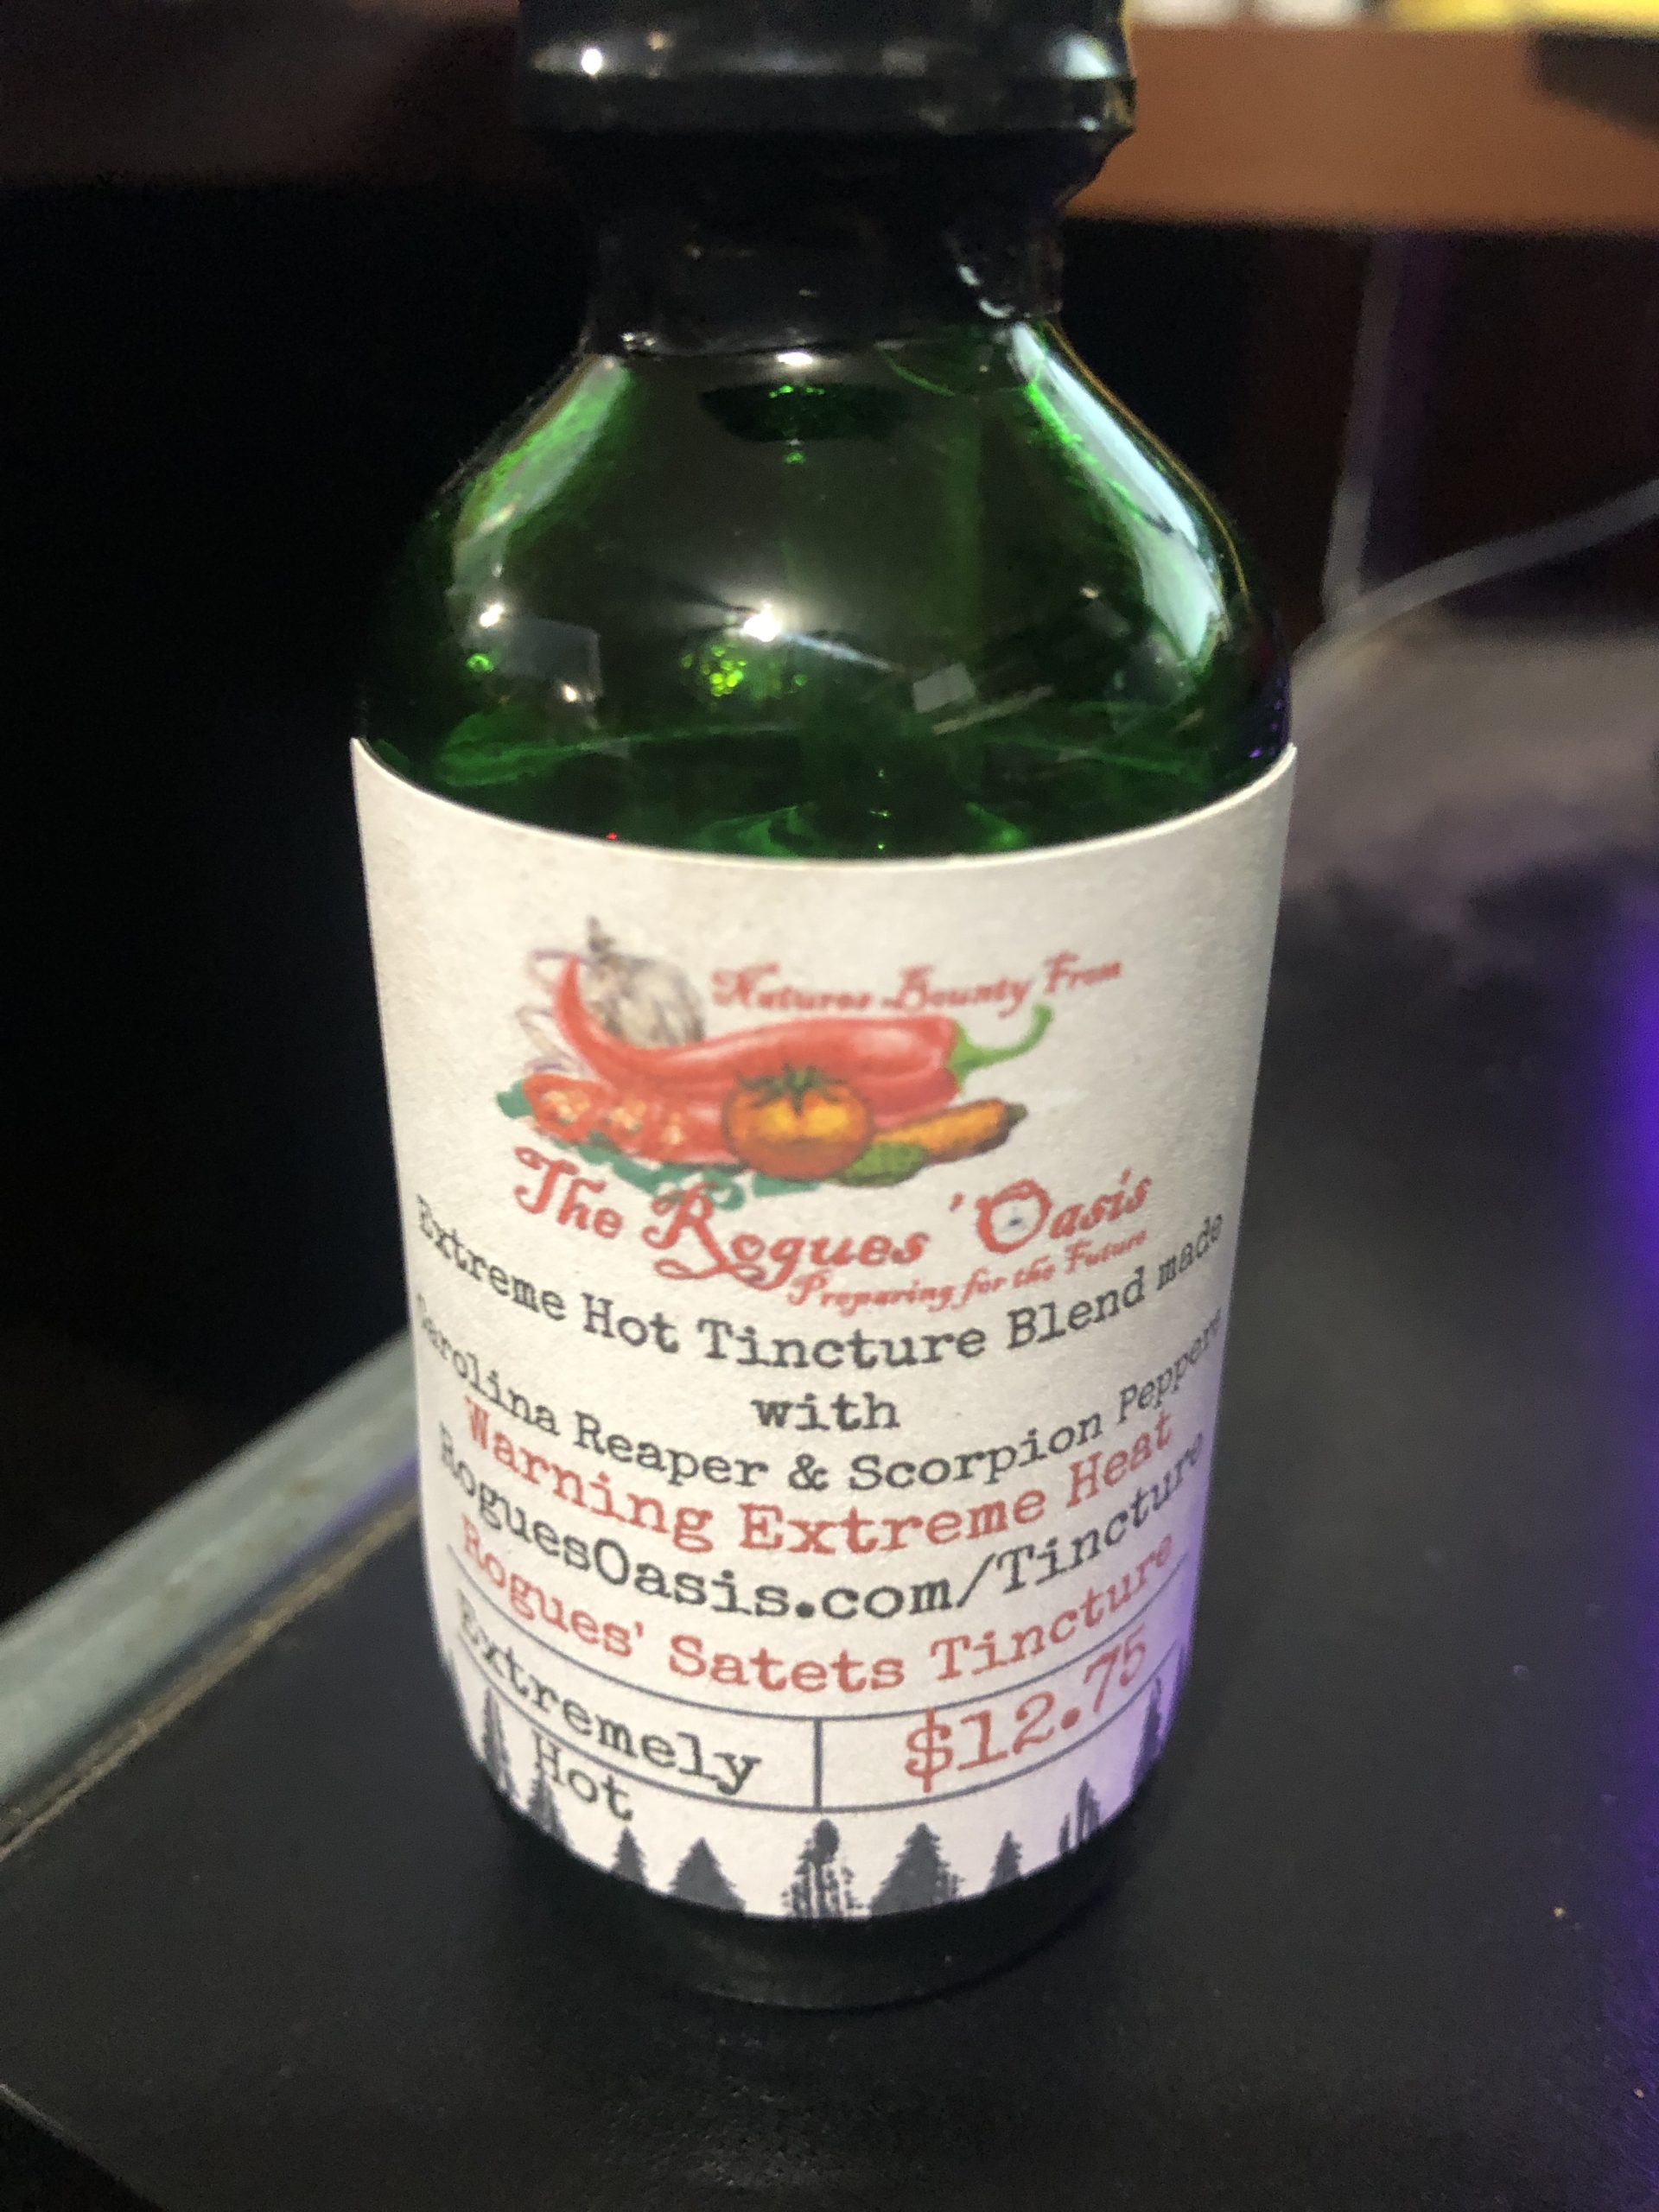 Natures Bounty From
The Rogues 'Oasis
Preparing for the Future
Extreme Hot Tincture Blend made
with
Carolina Reaper & Scorpion Peppers
Warning Extreme Heat
RoguesOasis.com/Tincture
Rogues' Satets Tincture
Extremely
Hot
$12.75